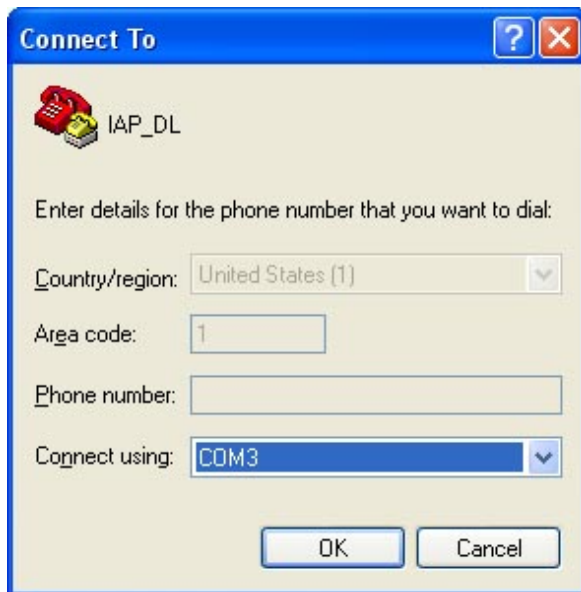 Connect To
?
IAP_DL
Enter details for the phone number that you want to dial:
Country/region: United States (1)
Area code: 1
Phone number:
Connect using: COM3
OK Cancel